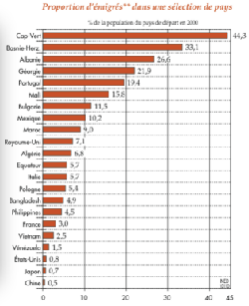 Proportion d'émigrés** dans une sélection de pays
% de la population du pays de départ en 2000
Cap Vert 44,3
Bosnie-Herz. 33,1
Albanie 26,6
Géorgie 21,9
Portugal 19,4
Mali 15,8
Bulgarie 11,5
Mexique 10,2
Maroc 9,0
Royaume-Uni 7,1
Algérie 6,8
Equateur 5,7
Italie 5,7
Pologne 5,4
Bangladesh 4,9
Philippines 4,5
France 3,0
Vietnam 2,5
Vénézuela 1,5
États-Unis 0,8
Japon 0,7
Chine 0,5
0 10 20 30 40 45